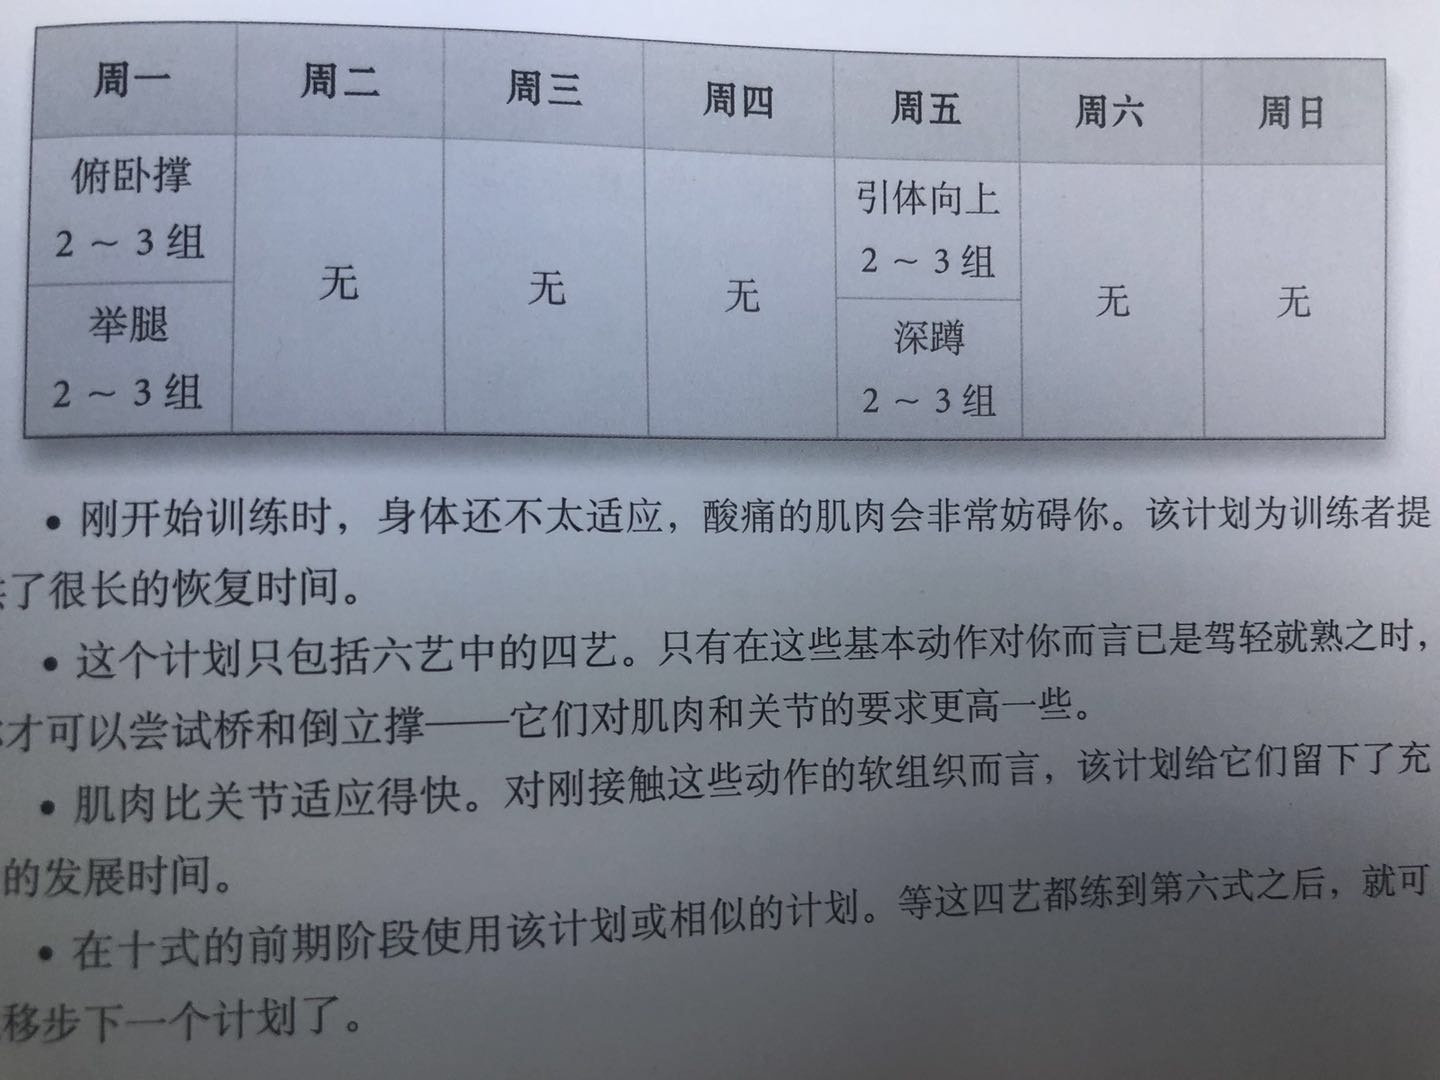 周一 周二 周三 周四 周五 周六 周日
俯卧撑
2 ~ 3 组
举腿
2 ~ 3 组
无
无
无
引体向上
2 ~ 3 组
深蹲
2 ~ 3 组
无
无
• 刚开始训练时，身体还不太适应，酸痛的肌肉会非常妨碍你。该计划为训练者提
供了很长的恢复时间。
• 这个计划只包括六艺中的四艺。只有在这些基本动作对你而言已是驾轻就熟之时，
你才可以尝试桥和倒立撑——它们对肌肉和关节的要求更高一些。
• 肌肉比关节适应得快。对刚接触这些动作的软组织而言，该计划给它们留下了充
的发展时间。
• 在十式的前期阶段使用该计划或相似的计划。等这四艺都练到第六式之后，就可
移步下一个计划了。